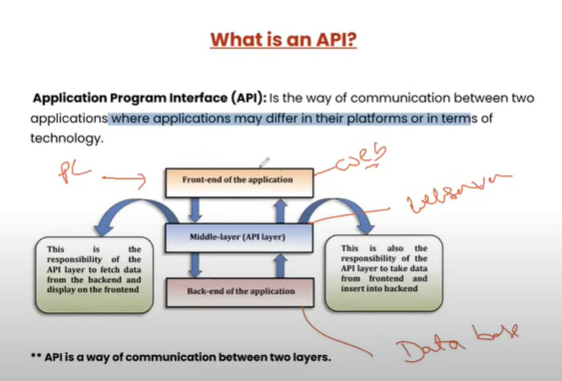 What is an API?
Application Program Interface (API): Is the way of communication between two
applications where applications may differ in their platforms or in terms of
technology.
PL
web
Front-end of the application
webserver
Middle-layer (API layer)
This is the
responsibility of the
API layer to fetch data
from the backend and
display on the frontend
This is also the
responsibility of the
API layer to take data
from frontend and
insert into backend
Back-end of the application
Data base
** API is a way of communication between two layers.